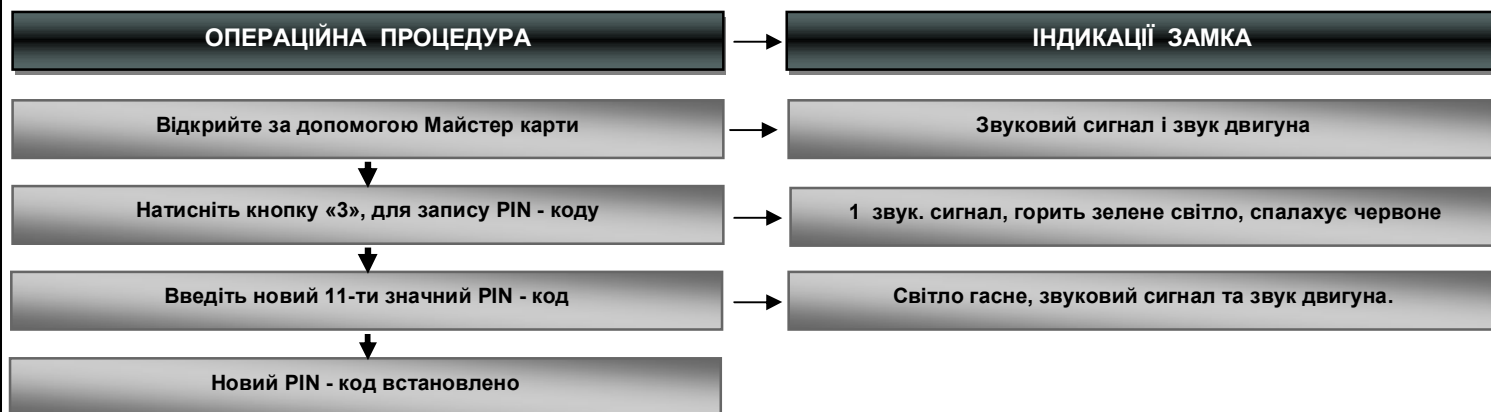 ОПЕРАЦІЙНА ПРОЦЕДУРА
ІНДИКАЦІЇ ЗАМКА
Відкрийте за допомогою Майстер карти
Звуковий сигнал і звук двигуна
Натисніть кнопку «3», для запису PIN - коду
1 звук. сигнал, горить зелене світло, спалахує червоне
Введіть новий 11-ти значний PIN - код
Світло гасне, звуковий сигнал та звук двигуна.
Новий PIN - код встановлено